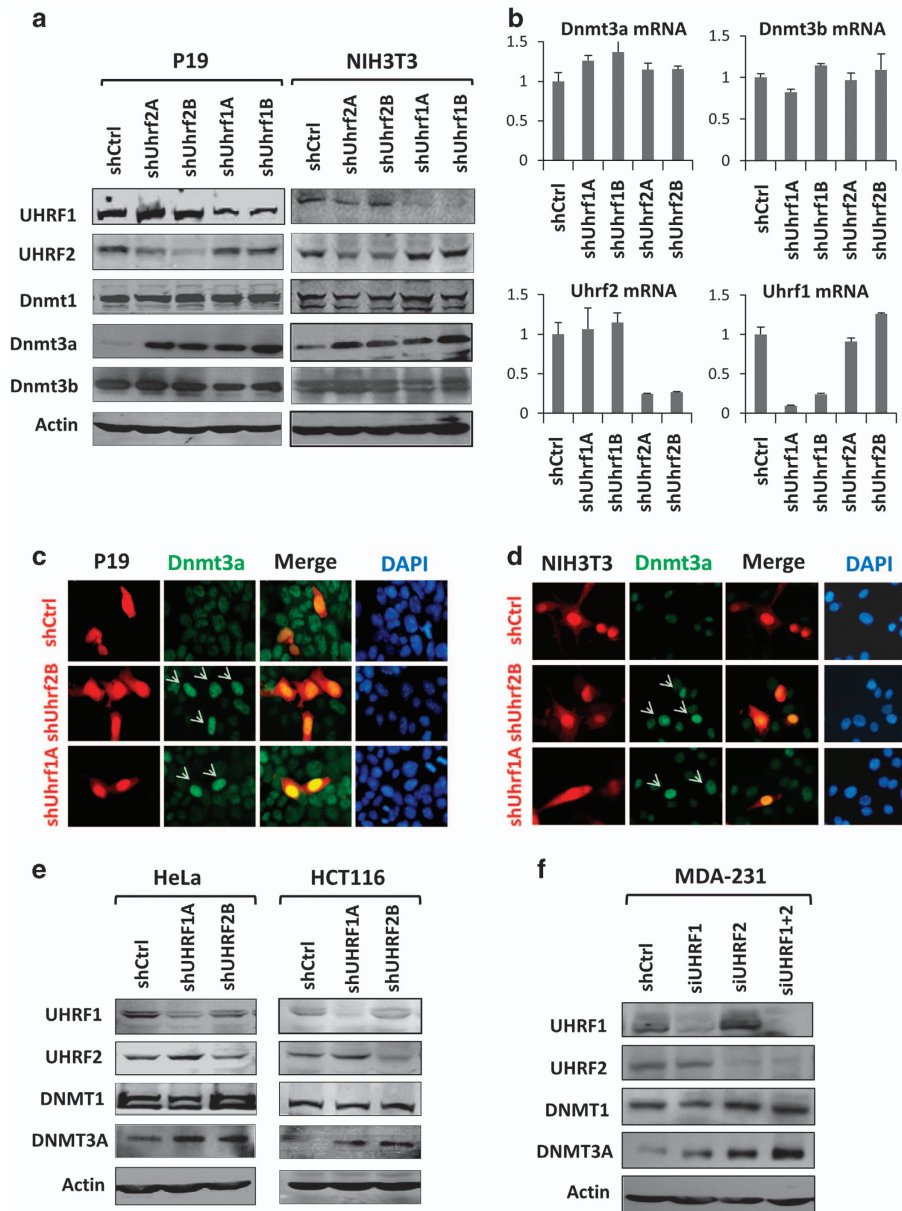 a
P19
NIH3T3
shCtrl
shUhrf2A
shUhrf2B
shUhrf1A
shUhrf1B
shCtrl
shUhrf2A
shUhrf2B
shUhrf1A
shUhrf1B
UHRF1
UHRF2
Dnmt1
Dnmt3a
Dnmt3b
Actin
b
Dnmt3a mRNA
1.5
1
0.5
0
shCtrl
shUhrf1A
shUhrf1B
shUhrf2A
shUhrf2B
Dnmt3b mRNA
1.5
1
0.5
0
shCtrl
shUhrf1A
shUhrf1B
shUhrf2A
shUhrf2B
Uhrf2 mRNA
1.5
1
0.5
0
shCtrl
shUhrf1A
shUhrf1B
shUhrf2A
shUhrf2B
Uhrf1 mRNA
1.5
1
0.5
0
shCtrl
shUhrf1A
shUhrf1B
shUhrf2A
shUhrf2B
c
P19 Dnmt3a Merge DAPI
shCtrl
shUhrf2B
shUhrf1A
d
NIH3T3 Dnmt3a Merge DAPI
shCtrl
shUhrf2B
shUhrf1A
e
HeLa
HCT116
shCtrl
shUHRF1A
shUHRF2B
shCtrl
shUHRF1A
shUHRF2B
UHRF1
UHRF2
DNMT1
DNMT3A
Actin
f
MDA-231
shCtrl
siUHRF1
siUHRF2
siUHRF1+2
UHRF1
UHRF2
DNMT1
DNMT3A
Actin